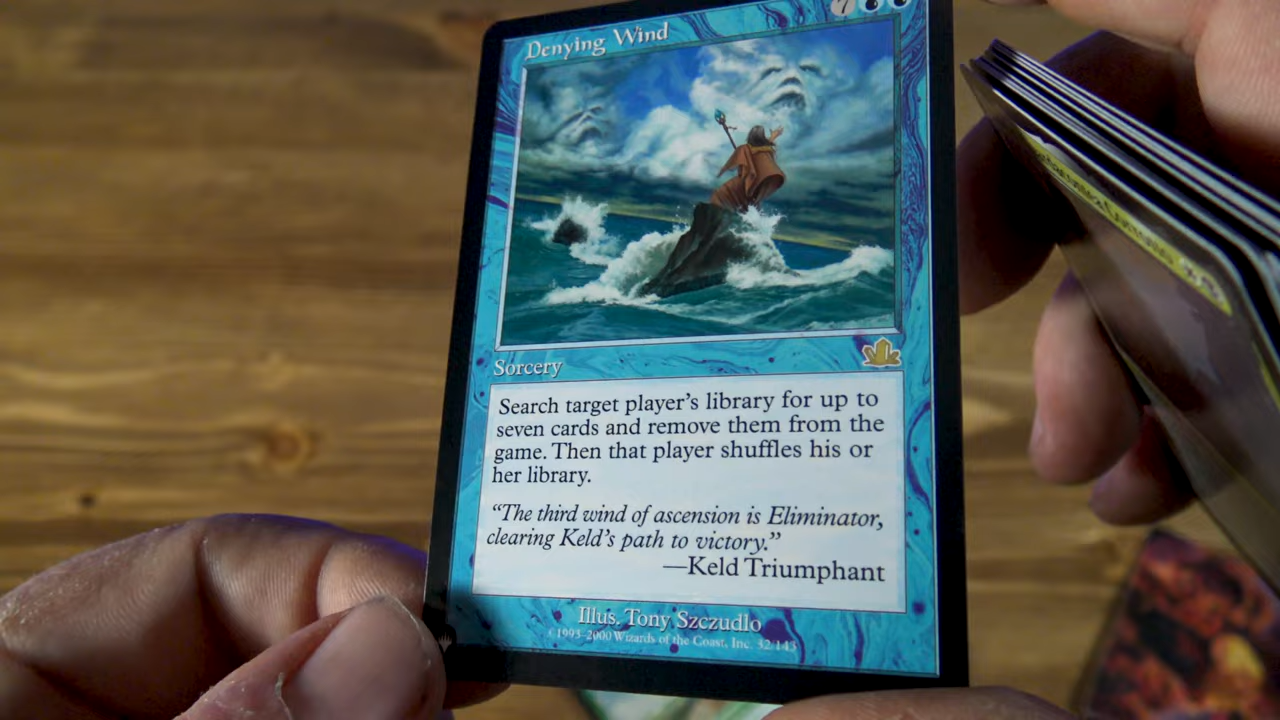 Denying Wind
7
Sorcery
Search target player's library for up to
seven cards and remove them from the
game. Then that player shuffles his or
her library.
“The third wind of ascension is Eliminator,
clearing Keld's path to victory.”
—Keld Triumphant
Illus. Tony Szczudlo
©1993-2000 Wizards of the Coast, Inc. 32/143